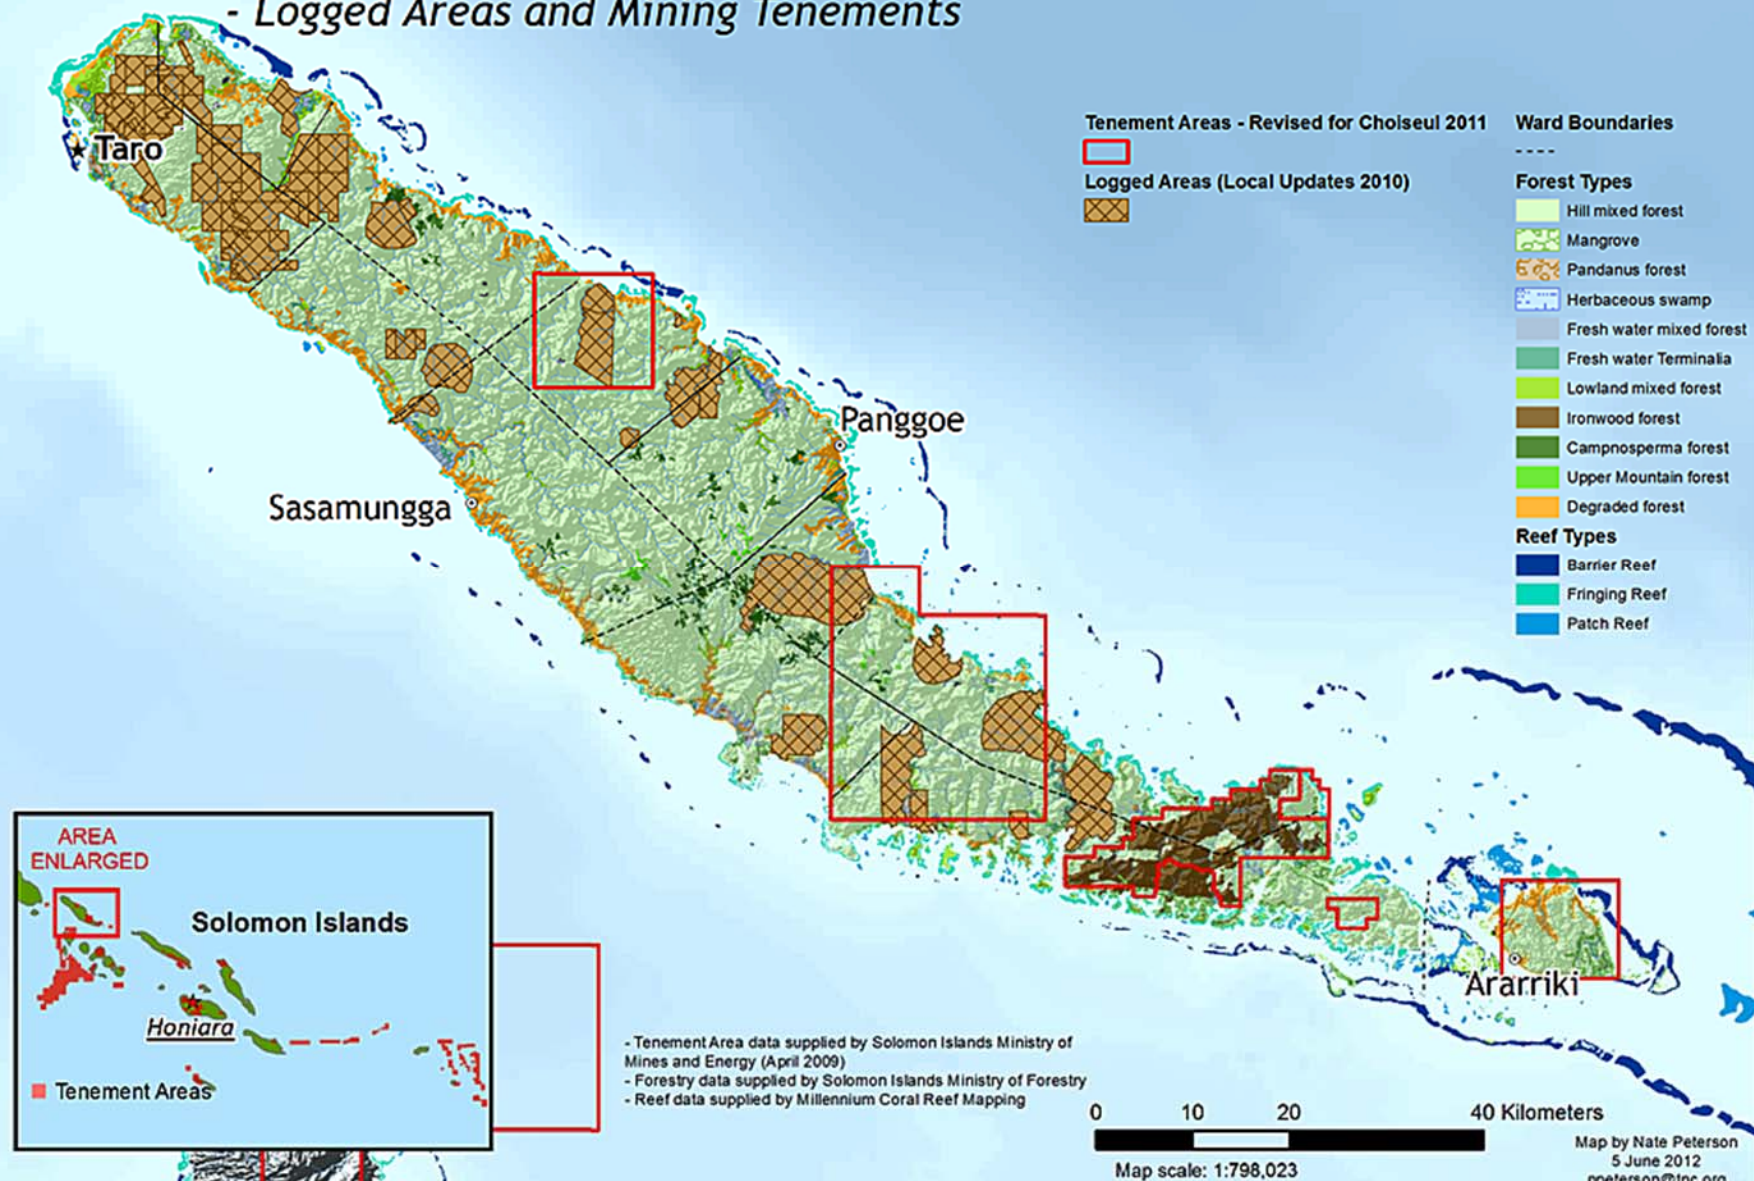 - Logged Areas and Mining Tenements
Tenement Areas - Revised for Choiseul 2011
Logged Areas (Local Updates 2010)
Ward Boundaries
Forest Types
Hill mixed forest
Mangrove
Pandanus forest
Herbaceous swamp
Fresh water mixed forest
Fresh water Terminalia
Lowland mixed forest
Ironwood forest
Campnosperma forest
Upper Mountain forest
Degraded forest
Reef Types
Barrier Reef
Fringing Reef
Patch Reef
Taro
Panggoe
Sasamungga
Ararriki
AREA
ENLARGED
Solomon Islands
Honiara
Tenement Areas
- Tenement Area data supplied by Solomon Islands Ministry of
Mines and Energy (April 2009)
- Forestry data supplied by Solomon Islands Ministry of Forestry
- Reef data supplied by Millennium Coral Reef Mapping
0 10 20 40 Kilometers
Map scale: 1:798,023
Map by Nate Peterson
5 June 2012